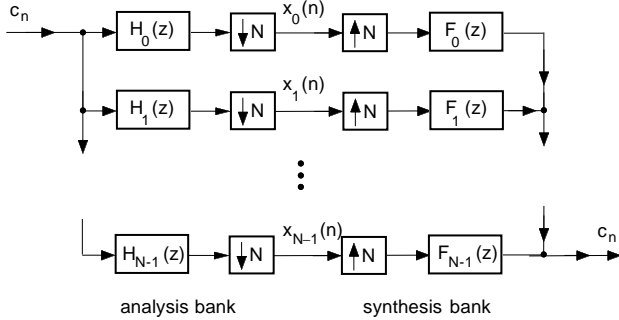 c_n H_0(z) ↓N x_0(n) ↑N F_0(z)
H_1(z) ↓N x_1(n) ↑N F_1(z)
H_{N-1}(z) ↓N x_{N–1}(n) ↑N F_{N-1}(z) c_n
analysis bank synthesis bank